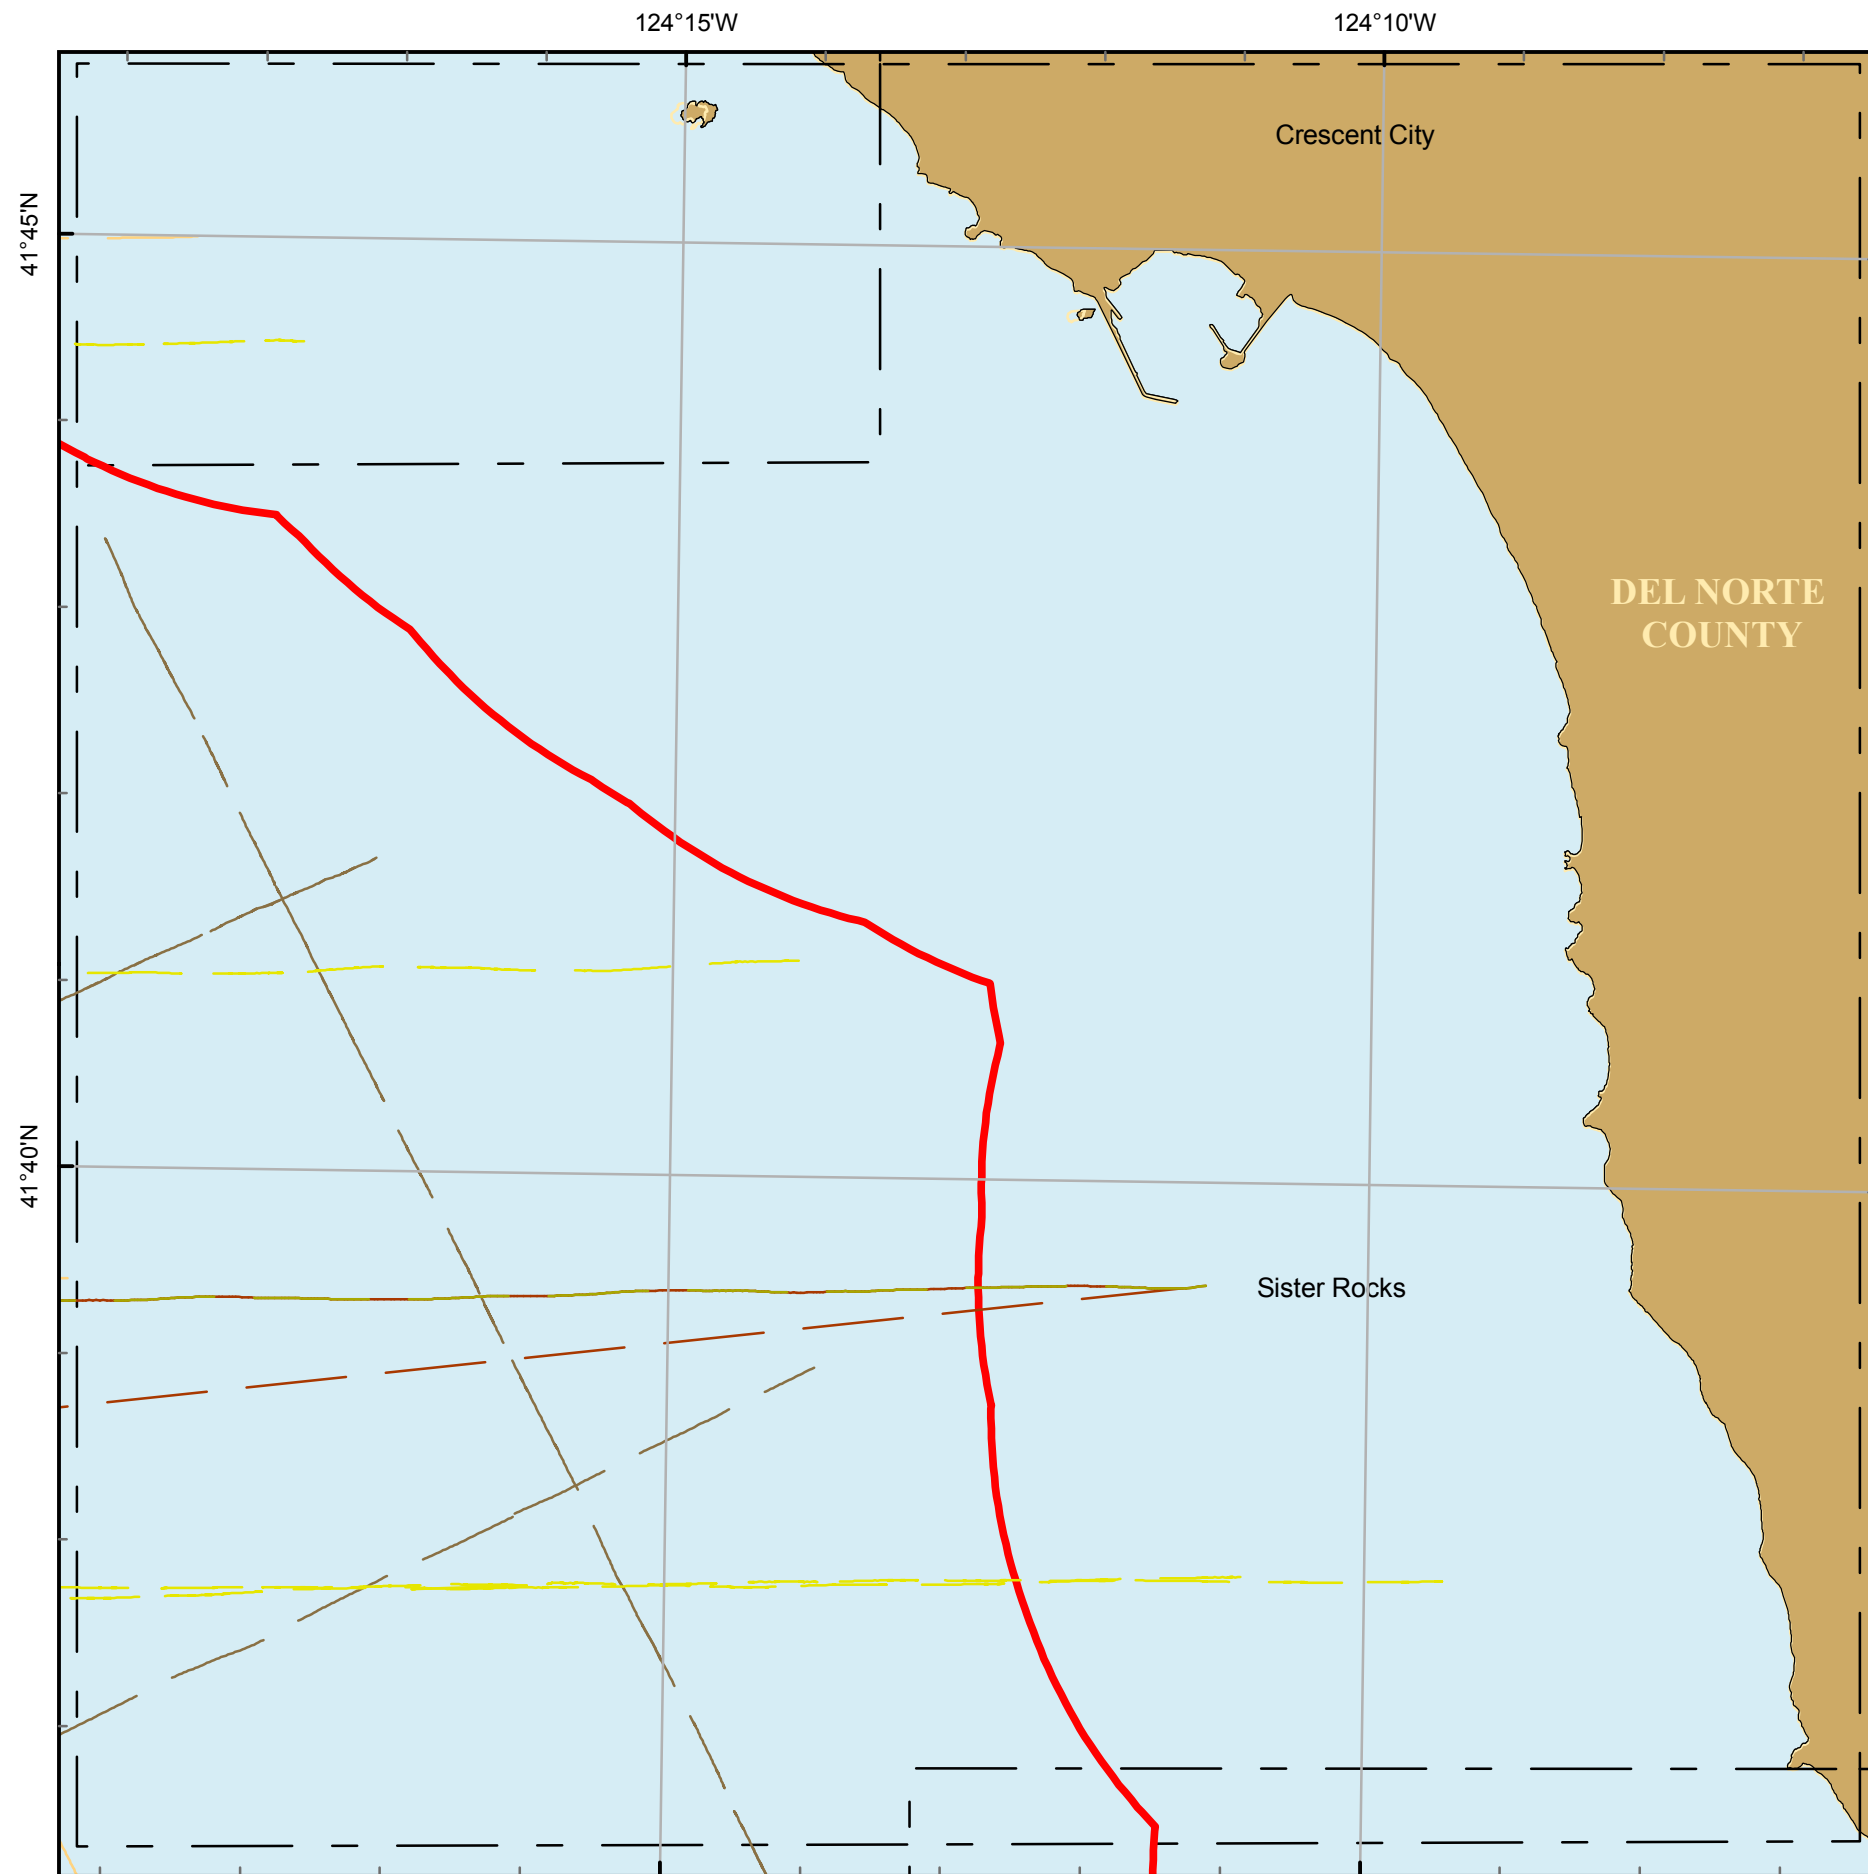 124°15'W
124°10'W
Crescent City
41°45'N
DEL NORTE
COUNTY
41°40'N
Sister Rocks